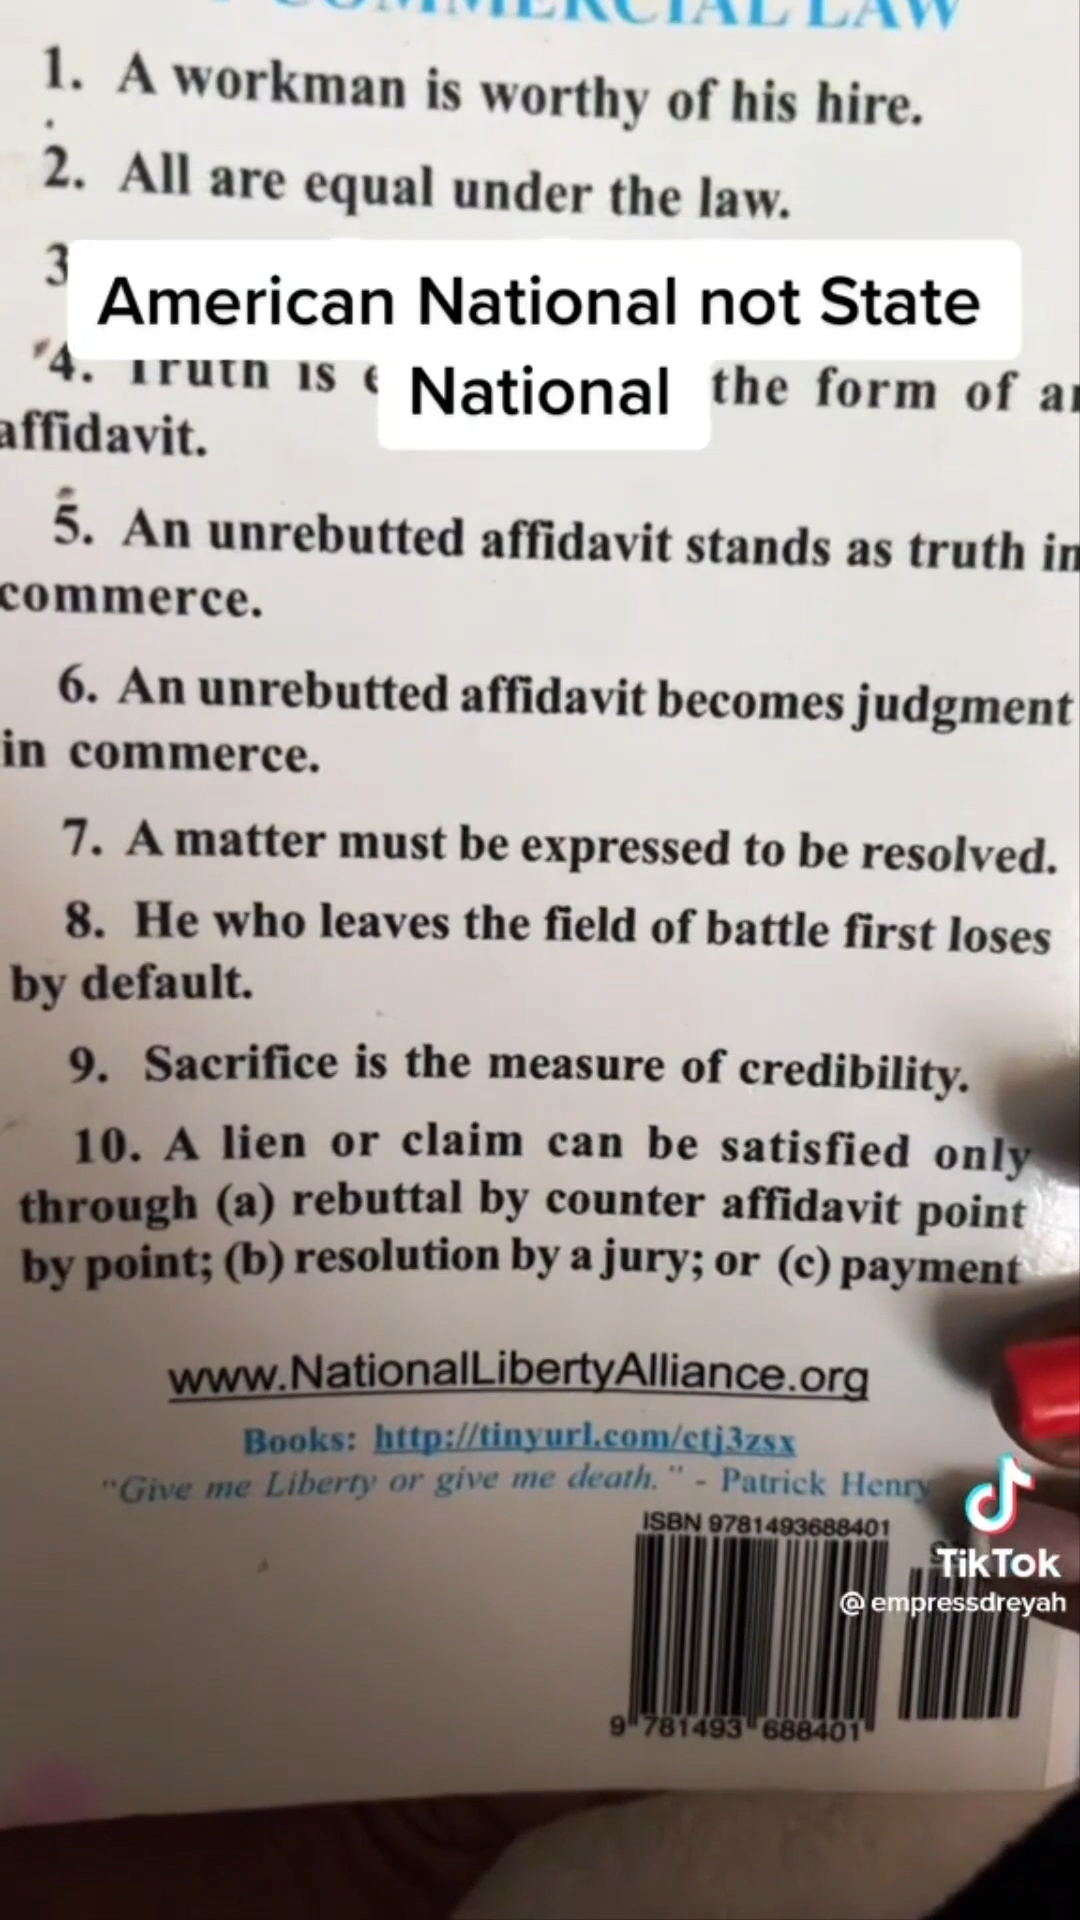 COMMERCIAL LAW
1. A workman is worthy of his hire.
2. All are equal under the law.
3
American National not State
National
4. Truth is the form of
affidavit.
5. An unrebutted affidavit stands as truth in
commerce.
6. An unrebutted affidavit becomes judgment
in commerce.
7. A matter must be expressed to be resolved.
8. He who leaves the field of battle first loses
by default.
9. Sacrifice is the measure of credibility.
10. A lien or claim can be satisfied only
through (a) rebuttal by counter affidavit point
by point; (b) resolution by a jury; or (c) payment
www.NationalLibertyAlliance.org
Books: http://tinyurl.com/ctj3zsx
"Give me Liberty or give me death." - Patrick Henry
ISBN 9781493688401
TikTok
@empressdreyah
9 781493 688401